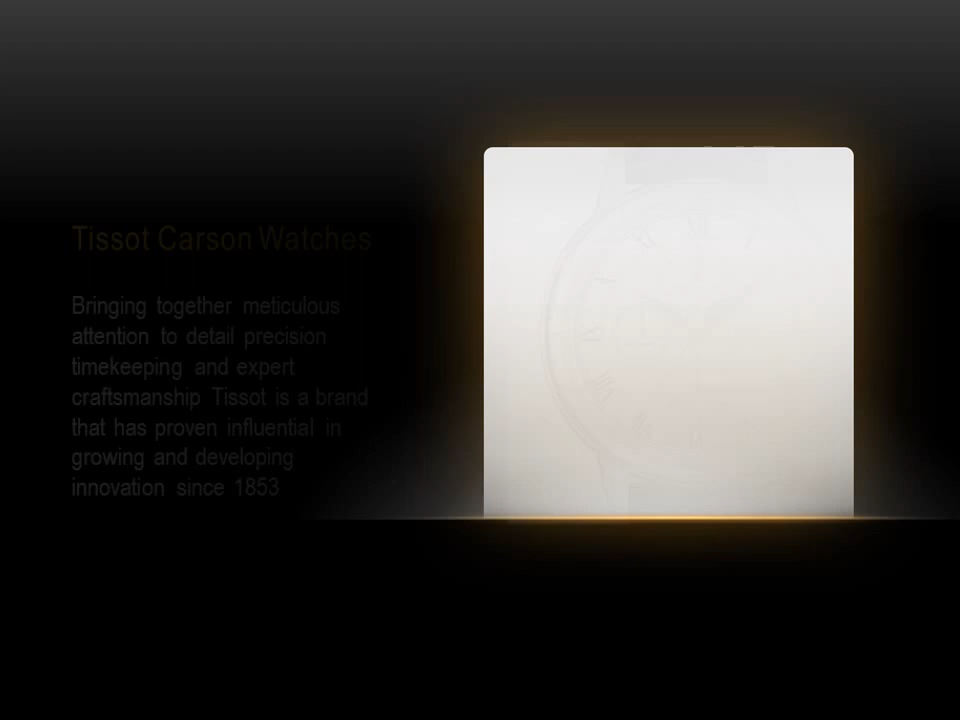 Tissot Carson Watches
Bringing together meticulous
attention to detail precision
timekeeping and expert
craftsmanship Tissot is a brand
that has proven influential in
growing and developing
innovation since 1853